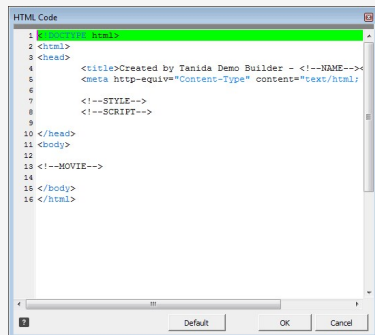 HTML Code
1 <!DOCTYPE html>
2 <html>
3 <head>
4 <title>Created by Tanida Demo Builder - <!--NAME--><
5 <meta http-equiv="Content-Type" content="text/html;
6
7 <!--STYLE-->
8 <!--SCRIPT-->
9
10 </head>
11 <body>
12
13 <!--MOVIE-->
14
15 </body>
16 </html>
? Default OK Cancel